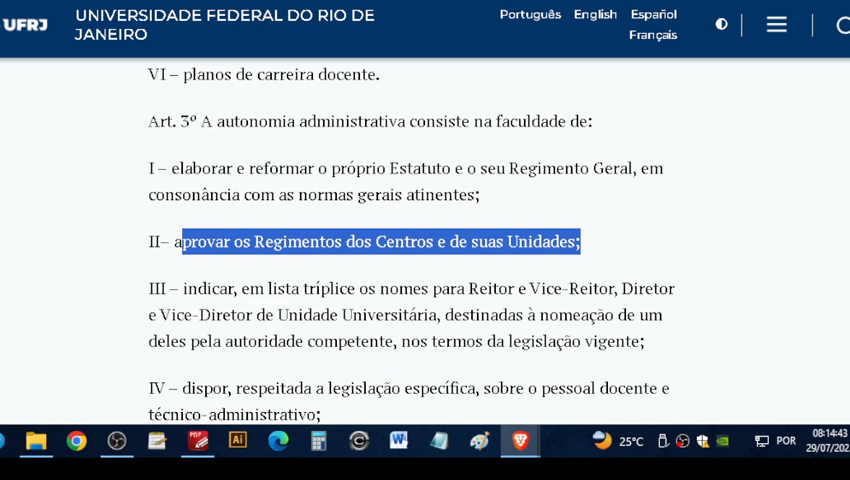 UFRJ
UNIVERSIDADE FEDERAL DO RIO DE
JANEIRO
Português English Español
Français
VI – planos de carreira docente.
Art. 3º A autonomia administrativa consiste na faculdade de:
I – elaborar e reformar o próprio Estatuto e o seu Regimento Geral, em
consonância com as normas gerais atinentes;
II– aprovar os Regimentos dos Centros e de suas Unidades;
III – indicar, em lista tríplice os nomes para Reitor e Vice-Reitor, Diretor
e Vice-Diretor de Unidade Universitária, destinadas à nomeação de um
deles pela autoridade competente, nos termos da legislação vigente;
IV – dispor, respeitada a legislação específica, sobre o pessoal docente e
técnico-administrativo;
PDF
Ai
25°C
POR
08:14:43
29/07/202